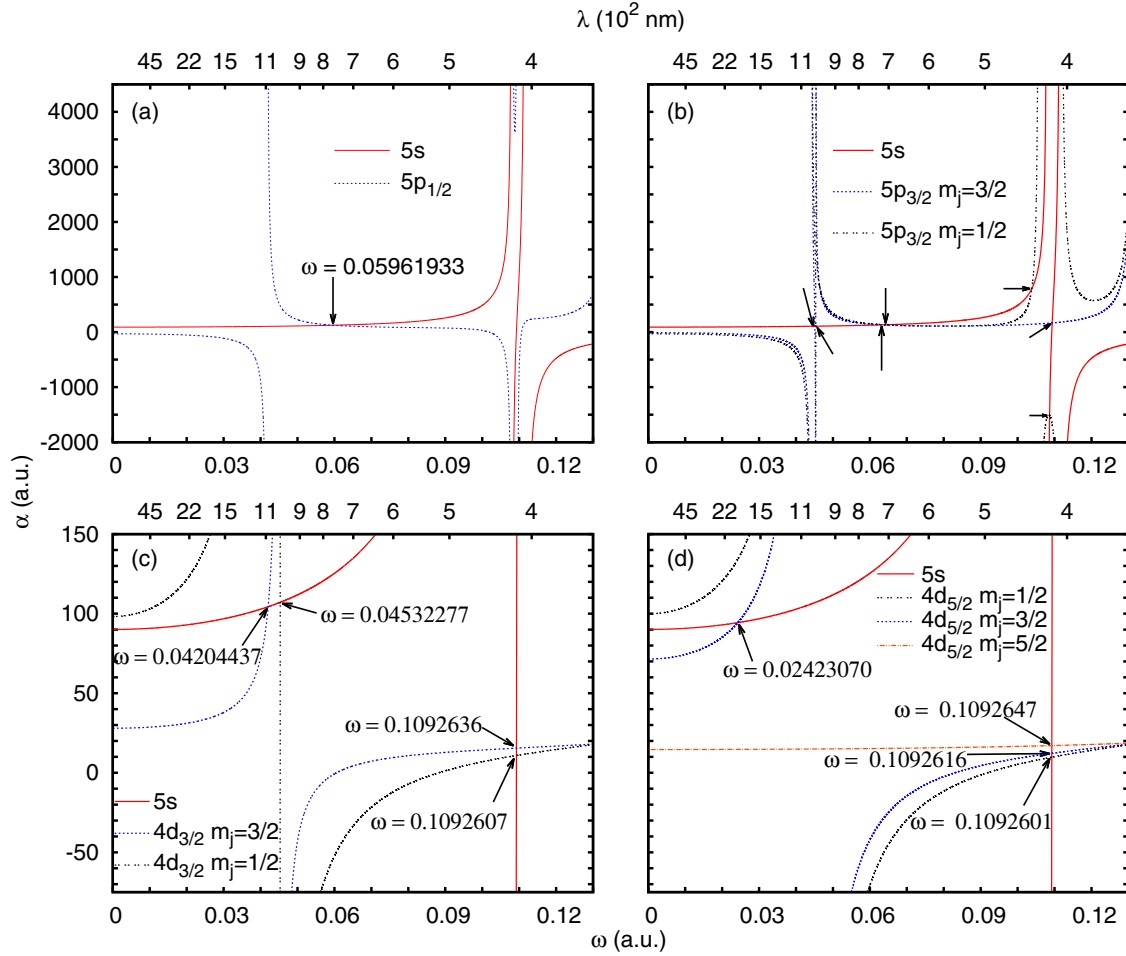 λ (10² nm)
45 22 15 11 9 8 7 6 5 4
45 22 15 11 9 8 7 6 5 4
(a)
5s
5p1/2
ω = 0.05961933
4000
3000
2000
1000
0
-1000
-2000
0 0.03 0.06 0.09 0.12
(b)
5s
5p3/2 mj=3/2
5p3/2 mj=1/2
0 0.03 0.06 0.09 0.12
α (a.u.)
45 22 15 11 9 8 7 6 5 4
45 22 15 11 9 8 7 6 5 4
(c)
150
100
50
0
-50
ω = 0.04532277
ω = 0.04204437
ω = 0.1092636
ω = 0.1092607
5s
4d3/2 mj=3/2
4d3/2 mj=1/2
0 0.03 0.06 0.09 0.12
(d)
5s
4d5/2 mj=1/2
4d5/2 mj=3/2
4d5/2 mj=5/2
ω = 0.02423070
ω = 0.1092647
ω = 0.1092616
ω = 0.1092601
0 0.03 0.06 0.09 0.12
ω (a.u.)